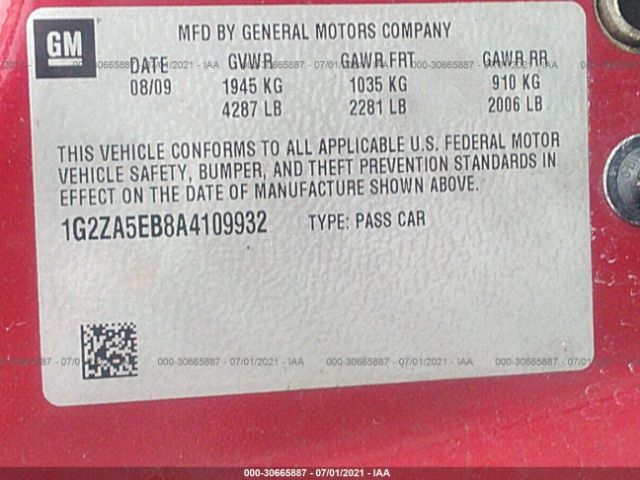 MFD BY GENERAL MOTORS COMPANY
GM
DATE GVWR GAWR FRT GAWR RR
08/09 1945 KG 1035 KG 910 KG
4287 LB 2281 LB 2006 LB
THIS VEHICLE CONFORMS TO ALL APPLICABLE U.S. FEDERAL MOTOR
VEHICLE SAFETY, BUMPER, AND THEFT PREVENTION STANDARDS IN
EFFECT ON THE DATE OF MANUFACTURE SHOWN ABOVE.
1G2ZA5EB8A4109932 TYPE: PASS CAR
000-30665887 - 07/01/2021 - IAA